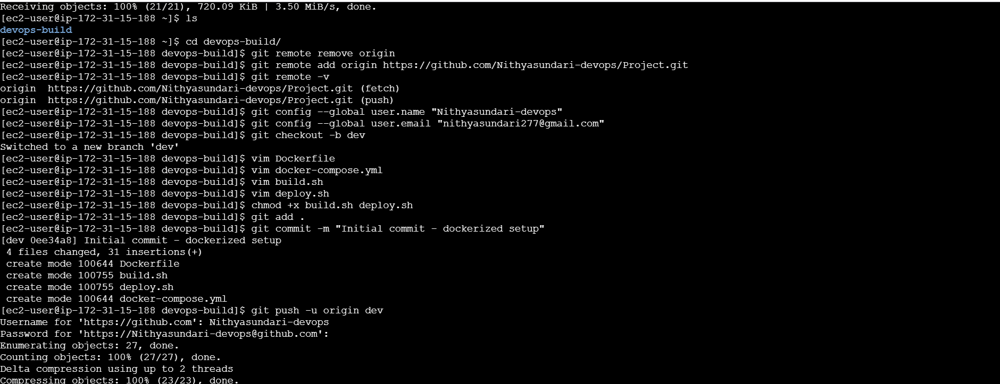 Receiving objects: 100% (21/21), 720.09 KiB | 3.50 MiB/s, done.
[ec2-user@ip-172-31-15-188 ~]$ ls
devops-build
[ec2-user@ip-172-31-15-188 ~]$ cd devops-build/
[ec2-user@ip-172-31-15-188 devops-build]$ git remote remove origin
[ec2-user@ip-172-31-15-188 devops-build]$ git remote add origin https://github.com/Nithyasundari-devops/Project.git
[ec2-user@ip-172-31-15-188 devops-build]$ git remote -v
origin  https://github.com/Nithyasundari-devops/Project.git (fetch)
origin  https://github.com/Nithyasundari-devops/Project.git (push)
[ec2-user@ip-172-31-15-188 devops-build]$ git config --global user.name "Nithyasundari-devops"
[ec2-user@ip-172-31-15-188 devops-build]$ git config --global user.email "nithyasundari277@gmail.com"
[ec2-user@ip-172-31-15-188 devops-build]$ git checkout -b dev
Switched to a new branch 'dev'
[ec2-user@ip-172-31-15-188 devops-build]$ vim Dockerfile
[ec2-user@ip-172-31-15-188 devops-build]$ vim docker-compose.yml
[ec2-user@ip-172-31-15-188 devops-build]$ vim build.sh
[ec2-user@ip-172-31-15-188 devops-build]$ vim deploy.sh
[ec2-user@ip-172-31-15-188 devops-build]$ chmod +x build.sh deploy.sh
[ec2-user@ip-172-31-15-188 devops-build]$ git add .
[ec2-user@ip-172-31-15-188 devops-build]$ git commit -m "Initial commit - dockerized setup"
[dev 0ee34a8] Initial commit - dockerized setup
 4 files changed, 31 insertions(+)
 create mode 100644 Dockerfile
 create mode 100755 build.sh
 create mode 100755 deploy.sh
 create mode 100644 docker-compose.yml
[ec2-user@ip-172-31-15-188 devops-build]$ git push -u origin dev
Username for 'https://github.com': Nithyasundari-devops
Password for 'https://Nithyasundari-devops@github.com':
Enumerating objects: 27, done.
Counting objects: 100% (27/27), done.
Delta compression using up to 2 threads
Compressing objects: 100% (23/23), done.